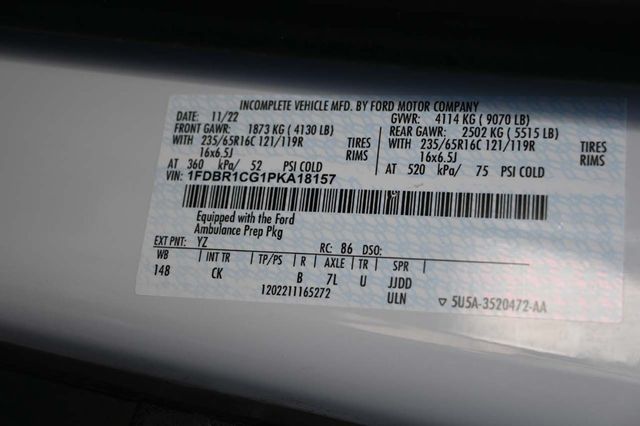 INCOMPLETE VEHICLE MFD. BY FORD MOTOR COMPANY
DATE: 11/22 GVWR: 4114 KG ( 9070 LB)
FRONT GAWR: 1873 KG ( 4130 LB) REAR GAWR: 2502 KG ( 5515 LB)
WITH 235/65R16C 121/119R TIRES WITH 235/65R16C 121/119R TIRES
16x6.5J RIMS 16x6.5J RIMS
AT 360 kPa/ 52 PSI COLD AT 520 kPa/ 75 PSI COLD
VIN: 1FDBR1CG1PKA18157
Equipped with the Ford
Ambulance Prep Pkg
EXT PNT: YZ RC: 86 DSO:
WB INT TR TP/PS R AXLE TR SPR
148 CK B 7L U JJDD
1202211165272 ULN ▽ 5U5A-3520472-AA